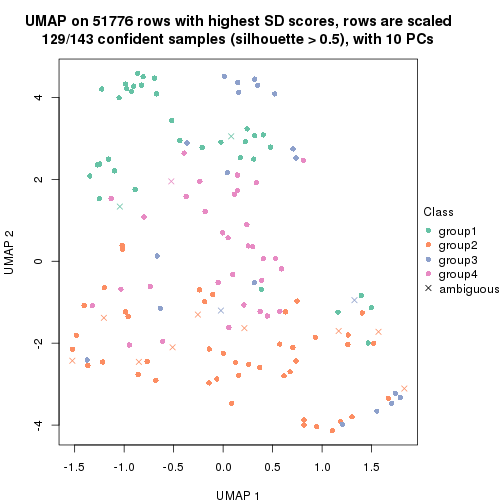 UMAP on 51776 rows with highest SD scores, rows are scaled
129/143 confident samples (silhouette > 0.5), with 10 PCs
4
2
0
-2
-4
UMAP 2
-1.5 -1.0 -0.5 0.0 0.5 1.0 1.5
UMAP 1
Class
group1
group2
group3
group4
ambiguous